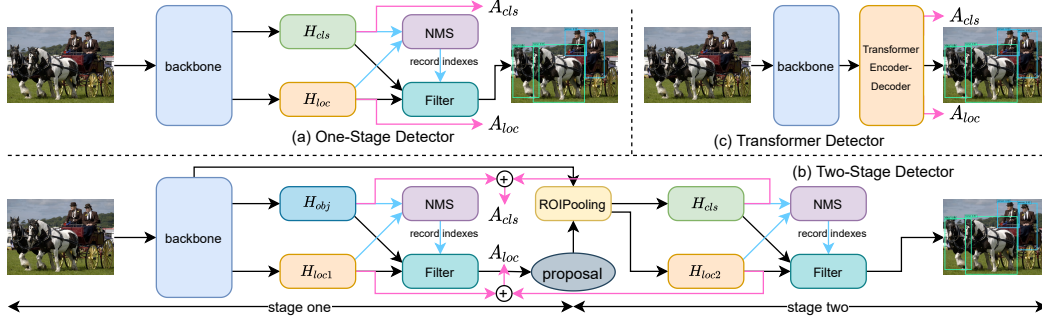 backbone
H_cls
H_loc
NMS
record indexes
Filter
A_cls
A_loc
(a) One-Stage Detector
backbone
Transformer
Encoder-
Decoder
A_cls
A_loc
(c) Transformer Detector
(b) Two-Stage Detector
backbone
H_obj
H_loc1
NMS
record indexes
Filter
A_cls
A_loc
ROIPooling
proposal
H_cls
H_loc2
NMS
record indexes
Filter
stage one
stage two